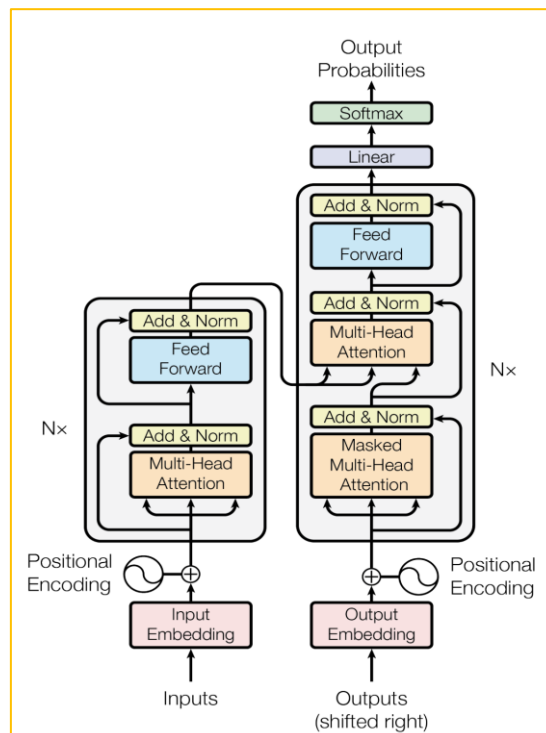 Output
Probabilities
Softmax
Linear
Add & Norm
Feed
Forward
Add & Norm
Multi-Head
Attention
Add & Norm
Masked
Multi-Head
Attention
N×
Add & Norm
Feed
Forward
Add & Norm
Multi-Head
Attention
N×
Positional
Encoding
Positional
Encoding
Input
Embedding
Output
Embedding
Inputs
Outputs
(shifted right)